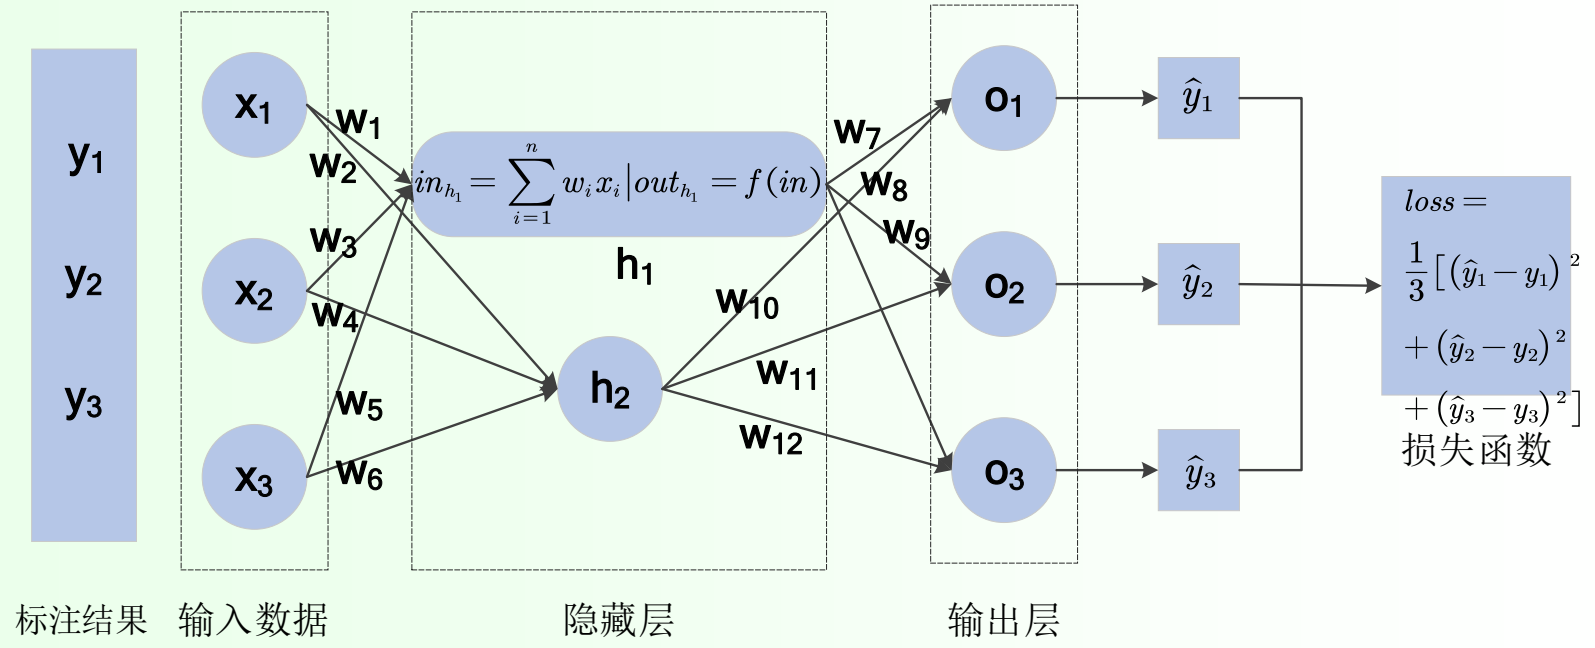 y₁
y₂
y₃
标注结果
x₁
x₂
x₃
输入数据
w₁
w₂
w₃
w₄
w₅
w₆
in_{h₁} = ∑_{i=1}^{n} w_i x_i | out_{h₁} = f(in)
h₁
h₂
隐藏层
w₇
w₈
w₉
w₁₀
w₁₁
w₁₂
o₁
o₂
o₃
输出层
ŷ₁
ŷ₂
ŷ₃
loss =
1/3[(ŷ₁ − y₁)²
+ (ŷ₂ − y₂)²
+ (ŷ₃ − y₃)²]
损失函数